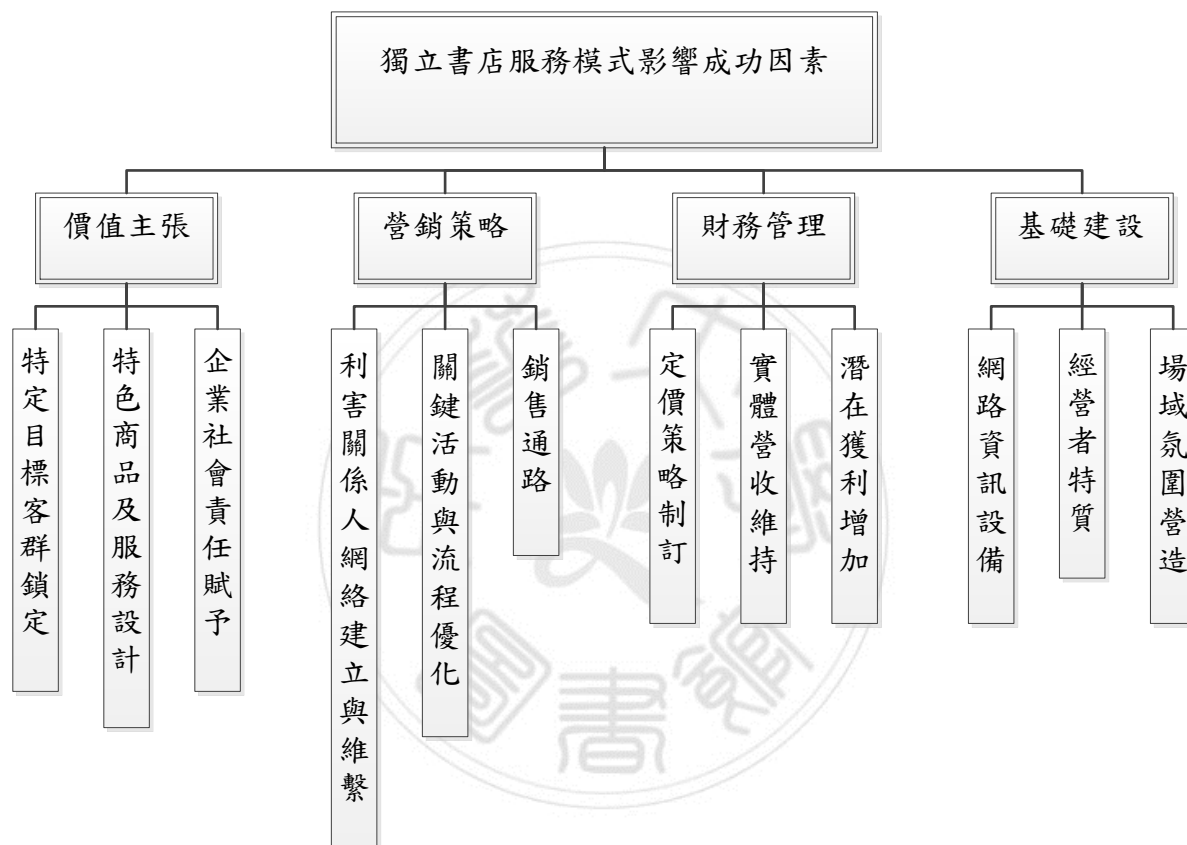 獨立書店服務模式影響成功因素
價值主張
營銷策略
財務管理
基礎建設
特定目標客群鎖定
特色商品及服務設計
企業社會責任賦予
利害關係人網絡建立與維繫
關鍵活動與流程優化
銷售通路
定價策略制訂
實體營收維持
潛在獲利增加
網路資訊設備
經營者特質
場域氛圍營造